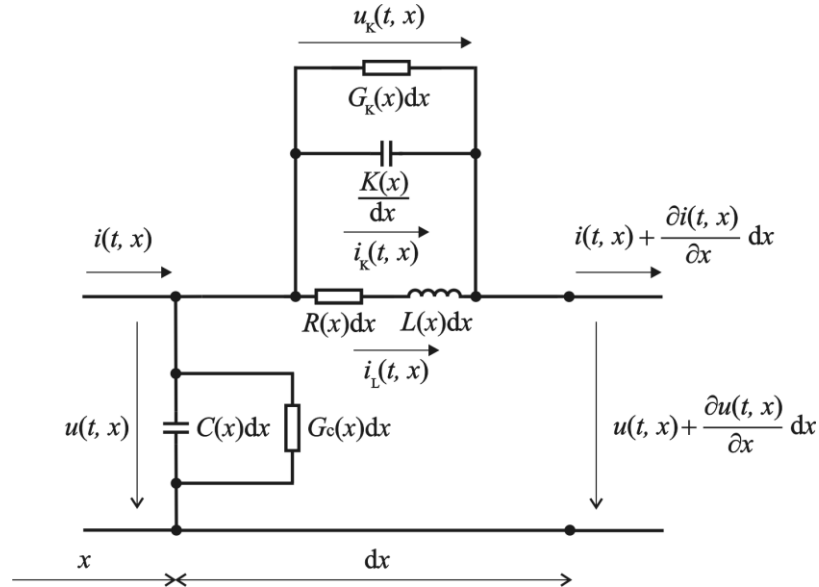 u_K(t, x)
G_K(x)dx
K(x)
dx
i(t, x)
i_K(t, x)
i(t, x) + ∂i(t, x)/∂x dx
R(x)dx L(x)dx
i_L(t, x)
u(t, x)
C(x)dx
G_c(x)dx
u(t, x) + ∂u(t, x)/∂x dx
x
dx